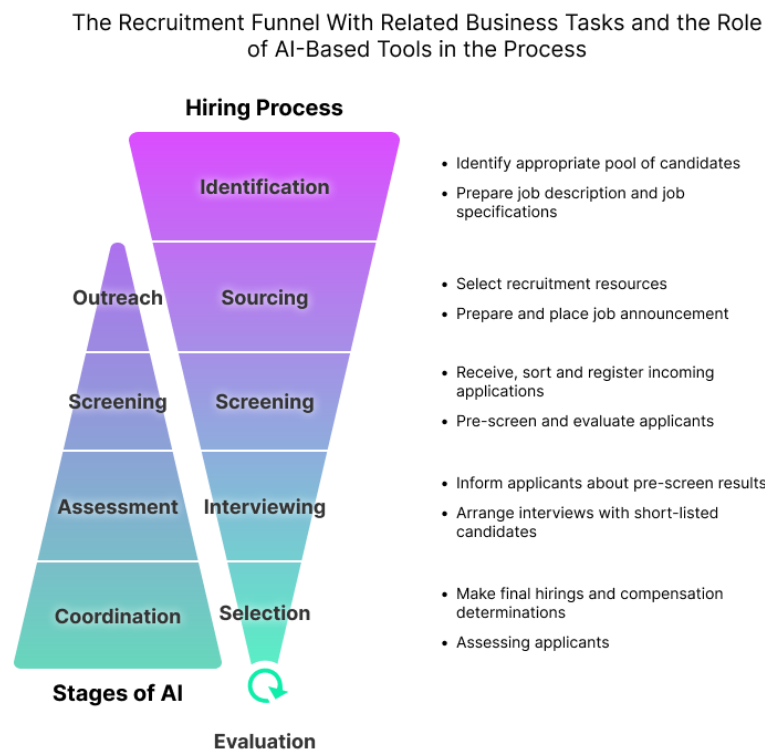 The Recruitment Funnel With Related Business Tasks and the Role
of AI-Based Tools in the Process
Hiring Process
Identification
• Identify appropriate pool of candidates
• Prepare job description and job
specifications
Outreach
Sourcing
• Select recruitment resources
• Prepare and place job announcement
Screening
Screening
• Receive, sort and register incoming
applications
• Pre-screen and evaluate applicants
Assessment
Interviewing
• Inform applicants about pre-screen results
• Arrange interviews with short-listed
candidates
Coordination
Selection
• Make final hirings and compensation
determinations
• Assessing applicants
Stages of AI
Evaluation